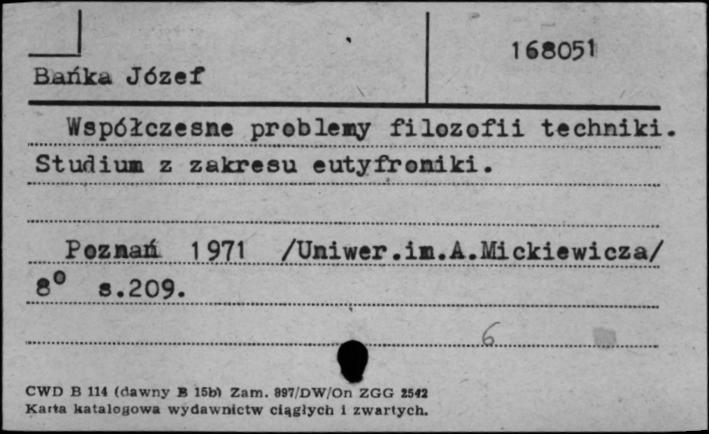 168051
Bańka Józef
Współczesne problemy filozofii techniki.
Studium z zakresu eutyfroniki.
Poznań 1971 /Uniwer.im.A.Mickiewicza/
8° s.209.
6
CWD B 114 (dawny B 15b) Zam. 897/DW/On ZGG 2542
Karta katalogowa wydawnictw ciągłych i zwartych.